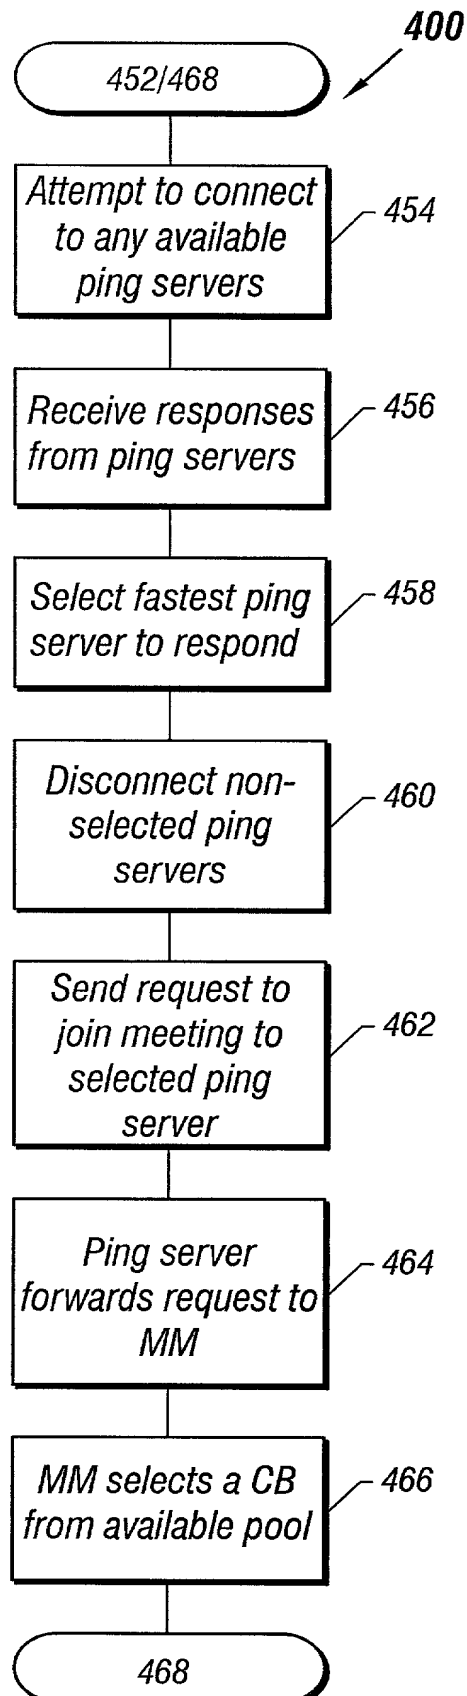 400
452/468
Attempt to connect
to any available
ping servers
454
Receive responses
from ping servers
456
Select fastest ping
server to respond
458
Disconnect non-
selected ping
servers
460
Send request to
join meeting to
selected ping
server
462
Ping server
forwards request to
MM
464
MM selects a CB
from available pool
466
468